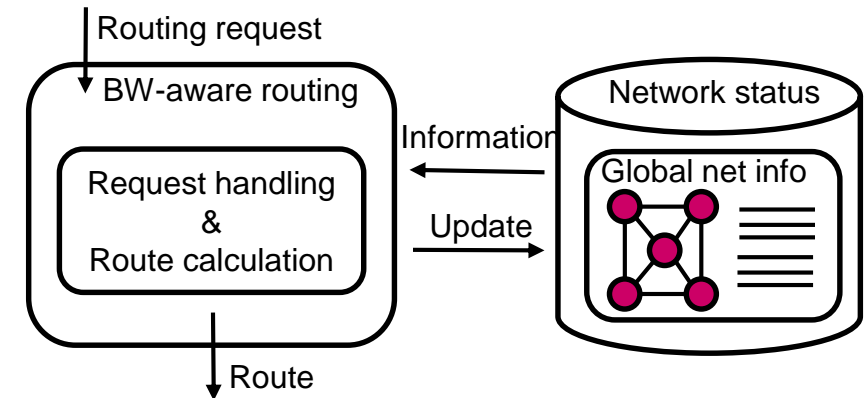 Routing request
BW-aware routing
Request handling
&
Route calculation
Route
Information
Update
Network status
Global net info